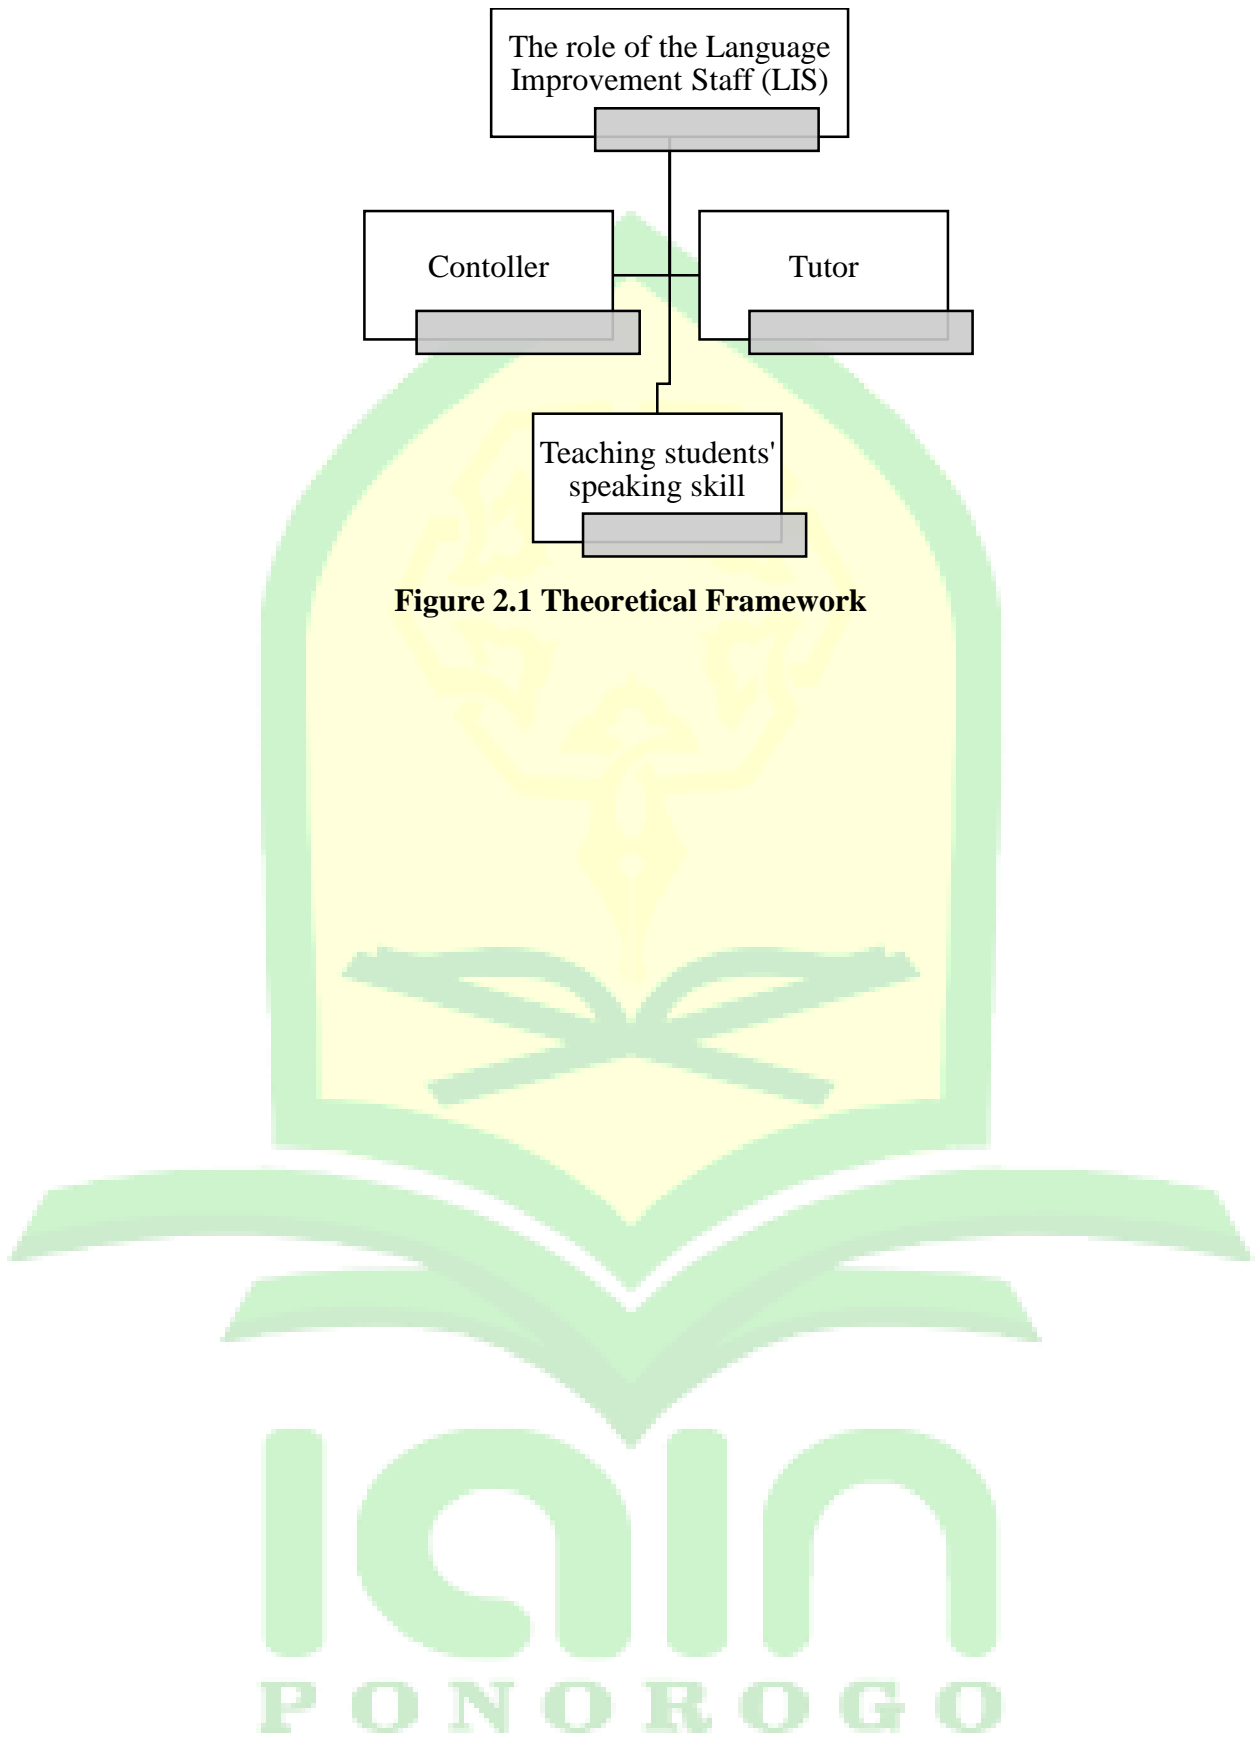 The role of the Language
Improvement Staff (LIS)
Contoller
Tutor
Teaching students'
speaking skill
Figure 2.1 Theoretical Framework
iain
PONOROGO